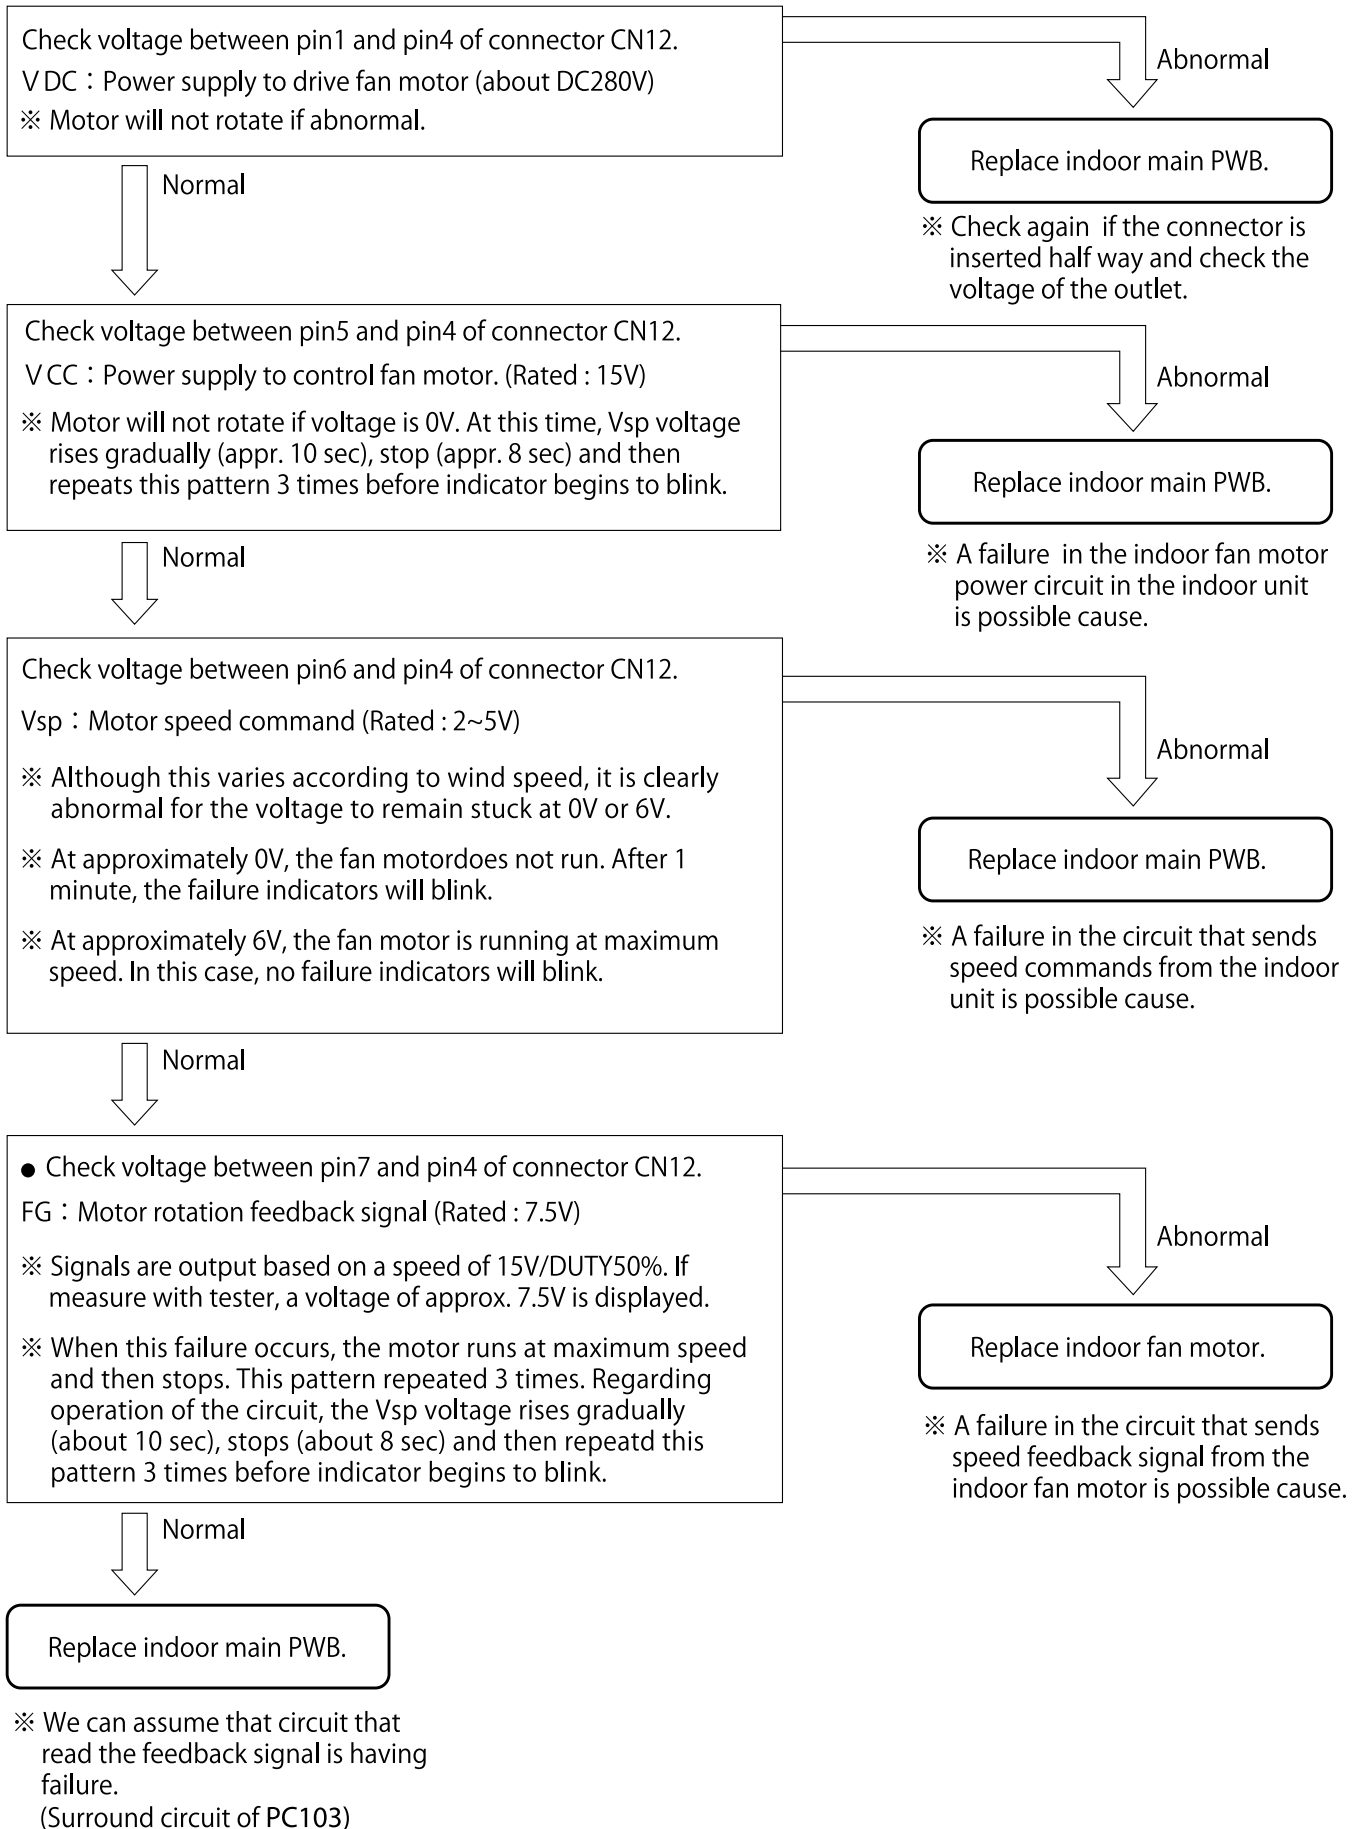 Check voltage between pin1 and pin4 of connector CN12.
V DC : Power supply to drive fan motor (about DC280V)
※ Motor will not rotate if abnormal.
Abnormal
Replace indoor main PWB.
※ Check again  if the connector is
inserted half way and check the
voltage of the outlet.
Normal
Check voltage between pin5 and pin4 of connector CN12.
V CC : Power supply to control fan motor. (Rated : 15V)
※ Motor will not rotate if voltage is 0V. At this time, Vsp voltage
rises gradually (appr. 10 sec), stop (appr. 8 sec) and then
repeats this pattern 3 times before indicator begins to blink.
Abnormal
Replace indoor main PWB.
※ A failure  in the indoor fan motor
power circuit in the indoor unit
is possible cause.
Normal
Check voltage between pin6 and pin4 of connector CN12.
Vsp : Motor speed command (Rated : 2~5V)
※ Although this varies according to wind speed, it is clearly
abnormal for the voltage to remain stuck at 0V or 6V.
※ At approximately 0V, the fan motordoes not run. After 1
minute, the failure indicators will blink.
※ At approximately 6V, the fan motor is running at maximum
speed. In this case, no failure indicators will blink.
Abnormal
Replace indoor main PWB.
※ A failure in the circuit that sends
speed commands from the indoor
unit is possible cause.
Normal
● Check voltage between pin7 and pin4 of connector CN12.
FG : Motor rotation feedback signal (Rated : 7.5V)
※ Signals are output based on a speed of 15V/DUTY50%. If
measure with tester, a voltage of approx. 7.5V is displayed.
※ When this failure occurs, the motor runs at maximum speed
and then stops. This pattern repeated 3 times. Regarding
operation of the circuit, the Vsp voltage rises gradually
(about 10 sec), stops (about 8 sec) and then repeatd this
pattern 3 times before indicator begins to blink.
Abnormal
Replace indoor fan motor.
※ A failure in the circuit that sends
speed feedback signal from the
indoor fan motor is possible cause.
Normal
Replace indoor main PWB.
※ We can assume that circuit that
read the feedback signal is having
failure.
(Surround circuit of PC103)